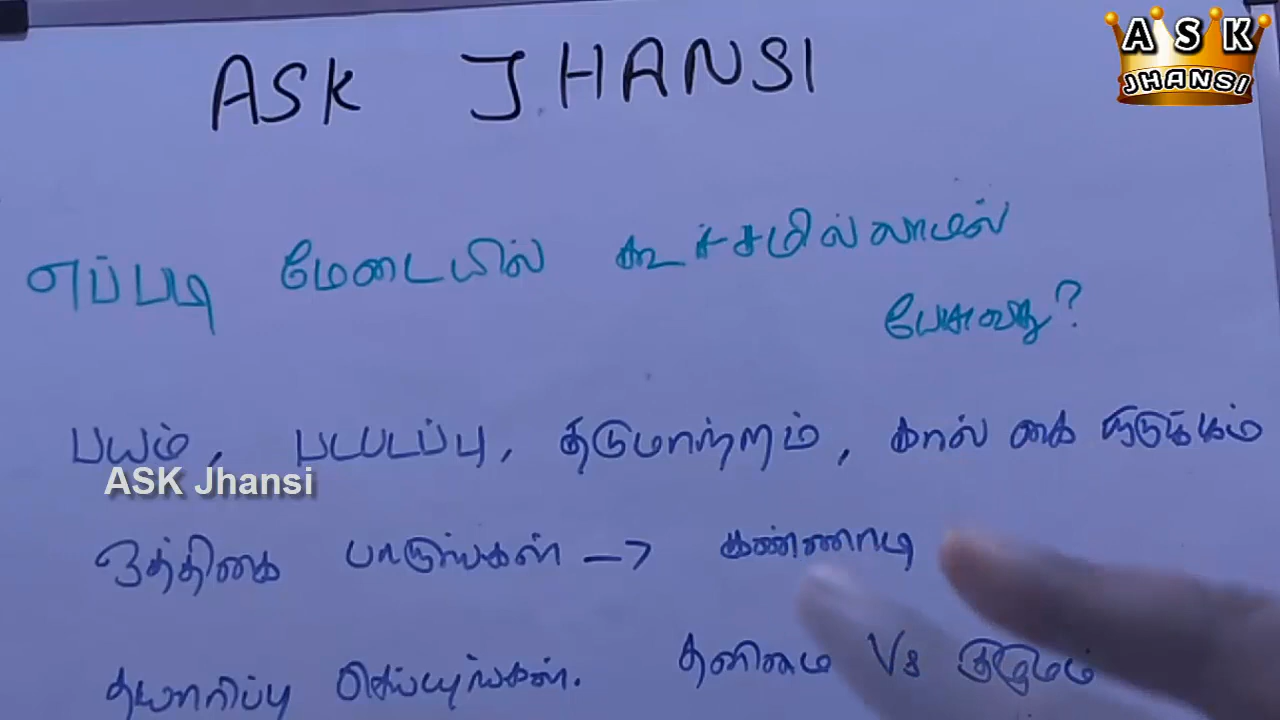 ASK JHANSI
ASK
JHANSI
எப்படி மேடையில் கூச்சமில்லாமல்
பேசுவது?
பயம், படபடப்பு, தடுமாற்றம், கால் கை நடுக்கம்
ASK Jhansi
ஒத்திகை பாருங்கள் → கண்ணாடி
தயாரிப்பு செய்யுங்கள். தனிமை Vs குழுமம்